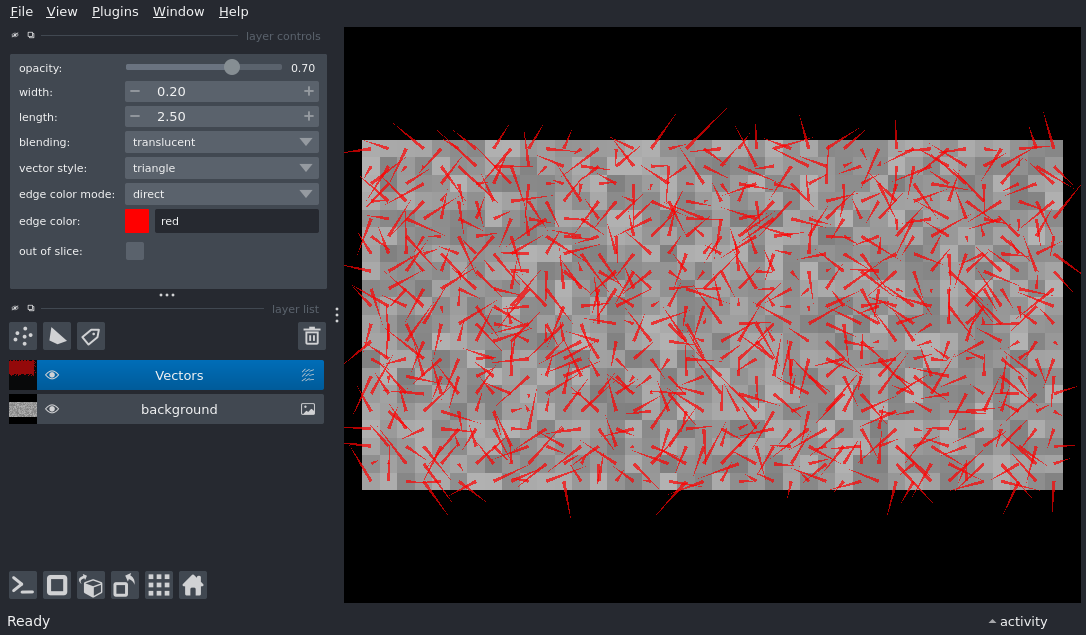 File View Plugins Window Help
layer controls
opacity: 0.70
width: − 0.20 +
length: − 2.50 +
blending: translucent
vector style: triangle
edge color mode: direct
edge color: red
out of slice:
layer list
Vectors
background
Ready
activity